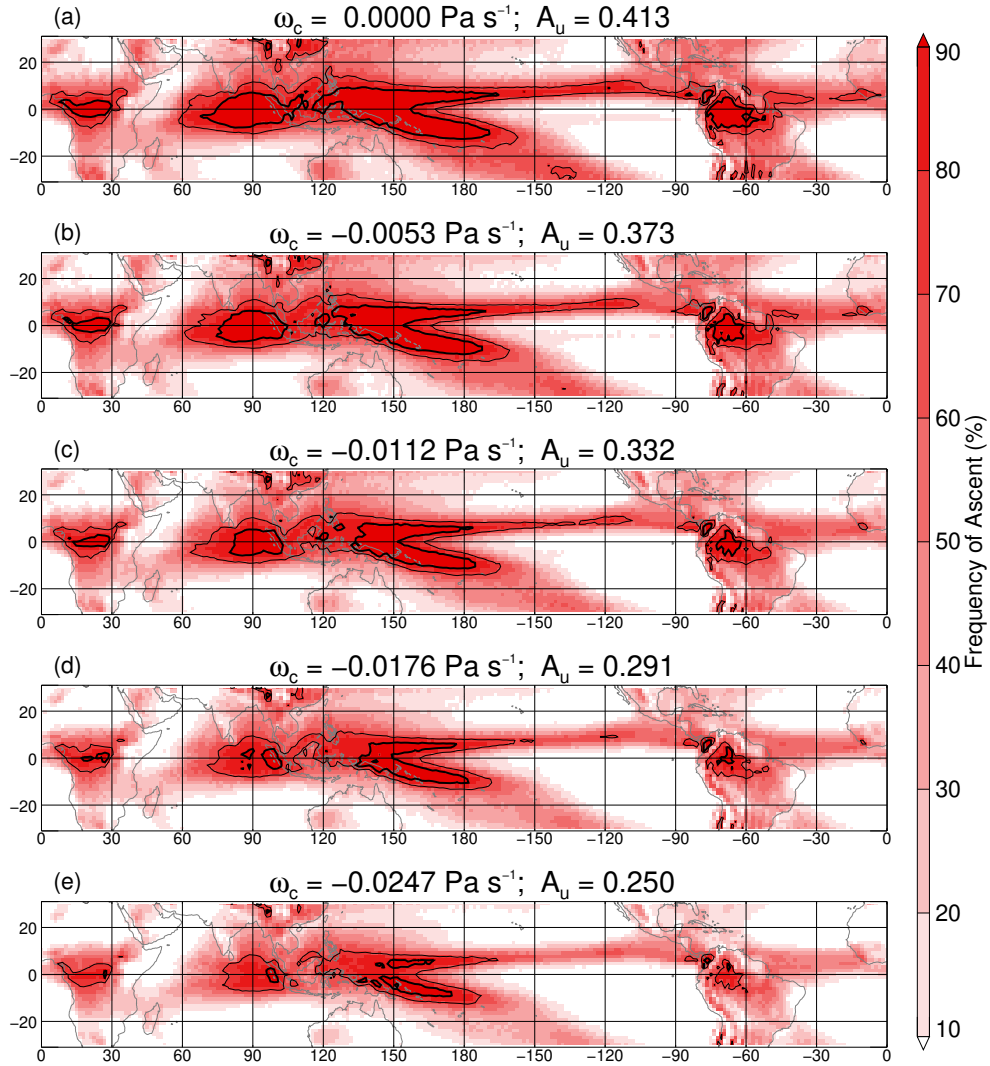 (a) ω_c = 0.0000 Pa s⁻¹; A_u = 0.413
20
0
−20
0 30 60 90 120 150 180 −150 −120 −90 −60 −30 0
(b) ω_c = −0.0053 Pa s⁻¹; A_u = 0.373
20
0
−20
0 30 60 90 120 150 180 −150 −120 −90 −60 −30 0
(c) ω_c = −0.0112 Pa s⁻¹; A_u = 0.332
20
0
−20
0 30 60 90 120 150 180 −150 −120 −90 −60 −30 0
(d) ω_c = −0.0176 Pa s⁻¹; A_u = 0.291
20
0
−20
0 30 60 90 120 150 180 −150 −120 −90 −60 −30 0
(e) ω_c = −0.0247 Pa s⁻¹; A_u = 0.250
20
0
−20
0 30 60 90 120 150 180 −150 −120 −90 −60 −30 0
90
80
70
60
50
40
30
20
10
Frequency of Ascent (%)